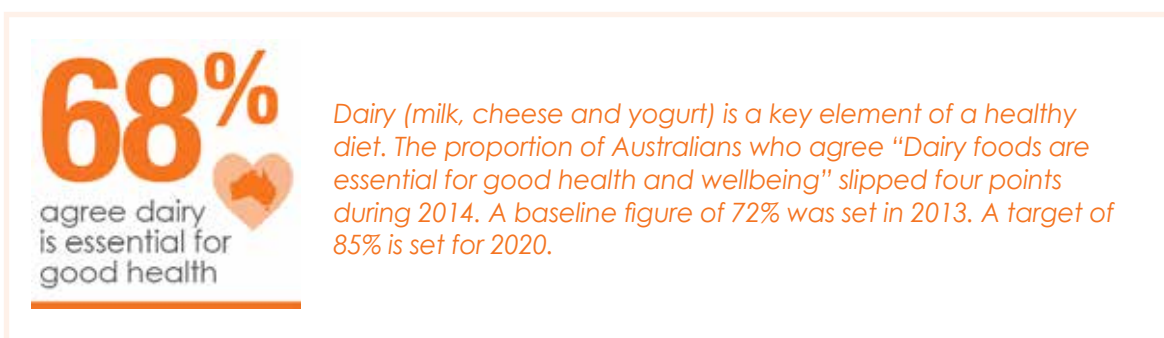 68%
agree dairy
is essential for
good health
Dairy (milk, cheese and yogurt) is a key element of a healthy
diet. The proportion of Australians who agree “Dairy foods are
essential for good health and wellbeing” slipped four points
during 2014. A baseline figure of 72% was set in 2013. A target of
85% is set for 2020.